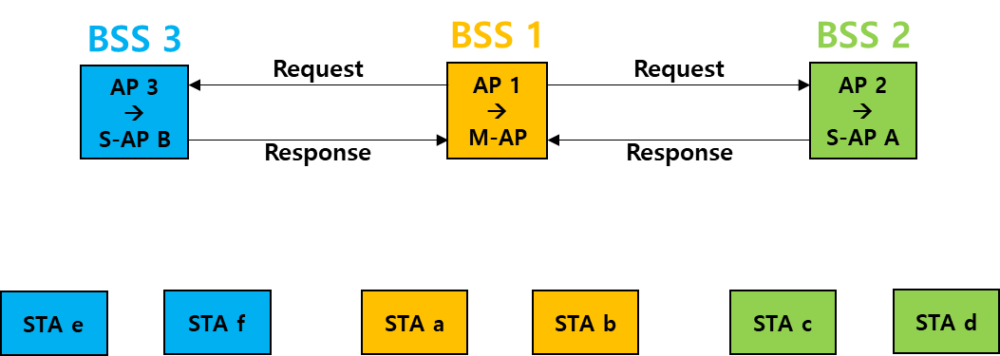 BSS 3
BSS 1
BSS 2
AP 3
→
S-AP B
Request
Response
AP 1
→
M-AP
Request
Response
AP 2
→
S-AP A
STA e
STA f
STA a
STA b
STA c
STA d